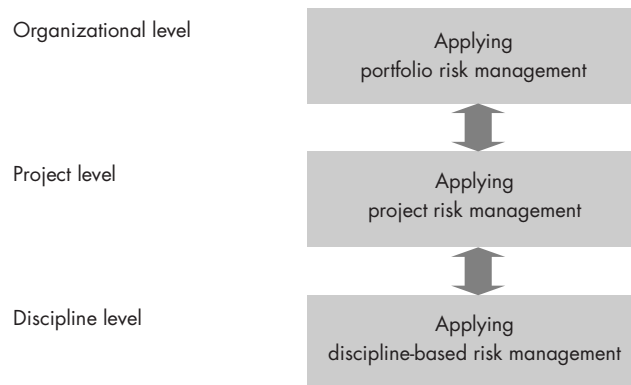 Organizational level
Applying
portfolio risk management
Project level
Applying
project risk management
Discipline level
Applying
discipline-based risk management